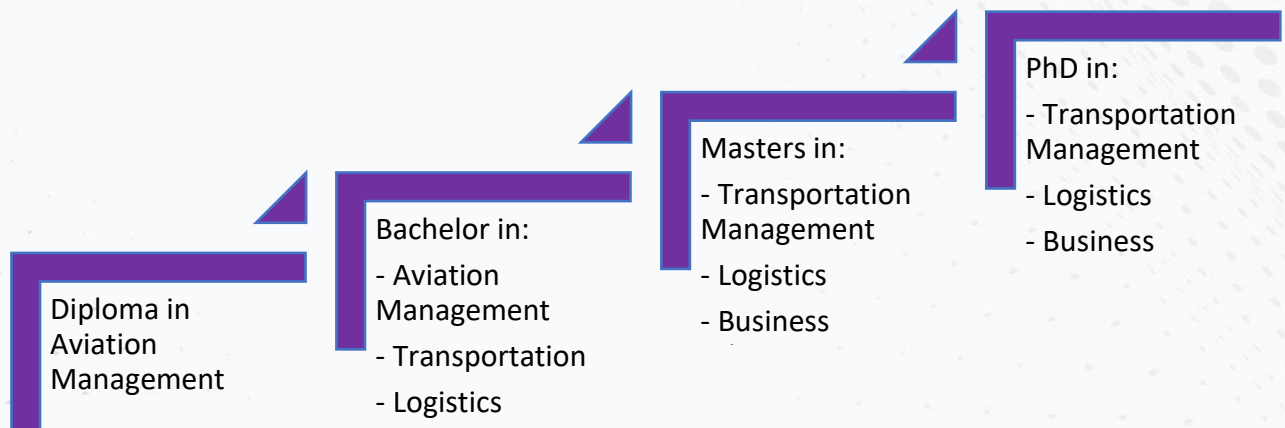 Diploma in
Aviation
Management
Bachelor in:
- Aviation
Management
- Transportation
- Logistics
Masters in:
- Transportation
Management
- Logistics
- Business
PhD in:
- Transportation
Management
- Logistics
- Business